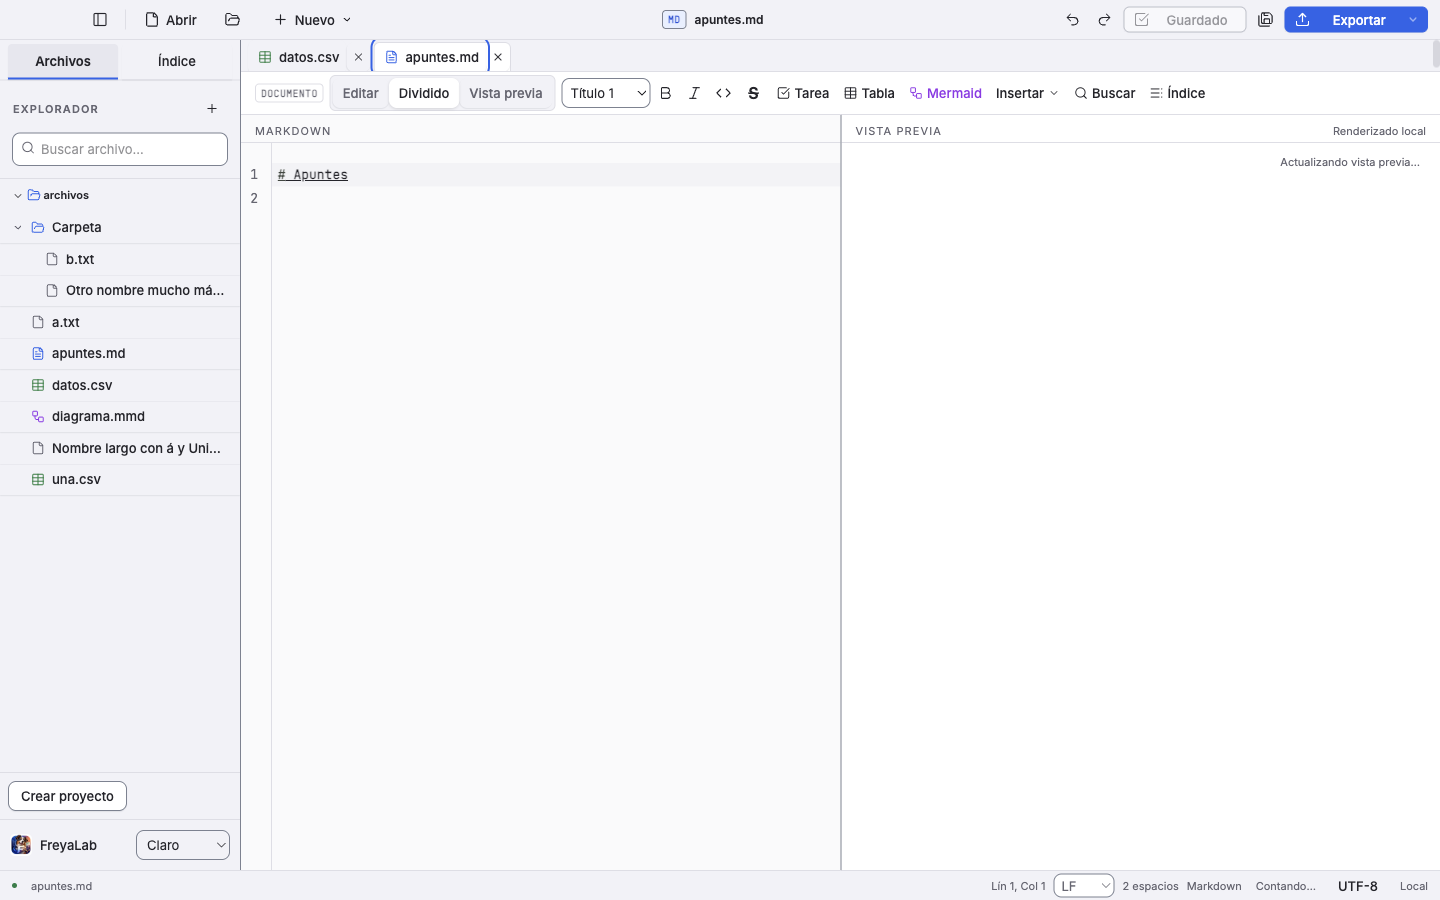 Abrir
Nuevo
MD apuntes.md
Guardado
Exportar
Archivos
Índice
datos.csv
apuntes.md
EXPLORADOR
DOCUMENTO
Editar
Dividido
Vista previa
Título 1
B
I
S
Tarea
Tabla
Mermaid
Insertar
Buscar
Índice
Buscar archivo...
MARKDOWN
VISTA PREVIA
Renderizado local
Actualizando vista previa...
1 # Apuntes
2
archivos
Carpeta
b.txt
Otro nombre mucho má...
a.txt
apuntes.md
datos.csv
diagrama.mmd
Nombre largo con á y Uni...
una.csv
Crear proyecto
FreyaLab
Claro
apuntes.md
Lín 1, Col 1
LF
2 espacios
Markdown
Contando...
UTF-8
Local